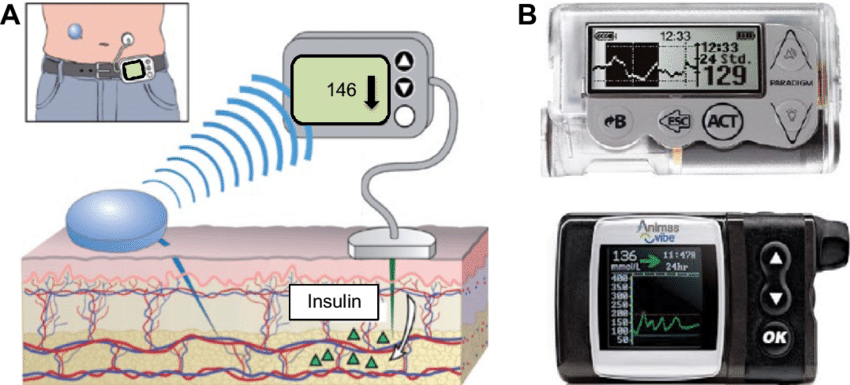 A
146
Insulin
B
12:33
12:33
24 Std.
129
PARADIGM
B
ESC
ACT
Animas
vibe
136
11:47
mmol/L
24hr
400
350
300
250
200
150
100
50
OK